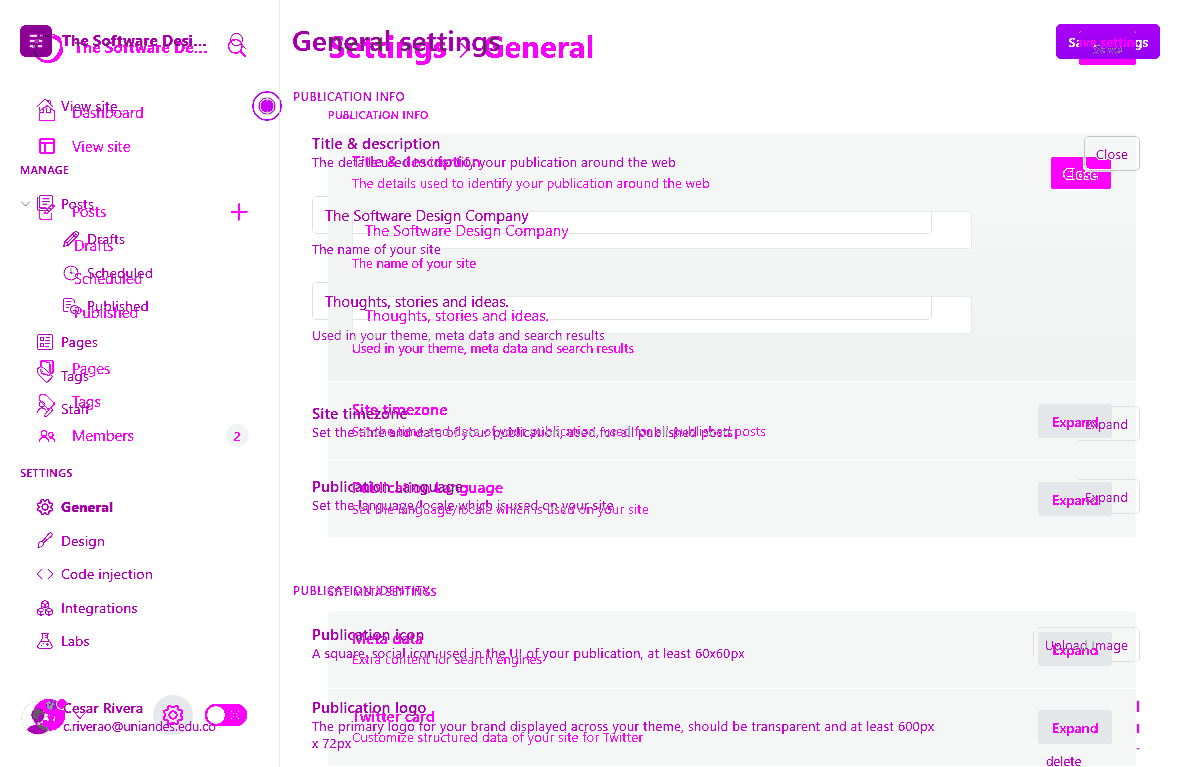 The Software Desi...
The Software De...
General settings
Settings
General
Save settings
View site
Dashboard
View site
PUBLICATION INFO
PUBLICATION INFO
MANAGE
Title & description
The details used to identify your publication around the web
Title & description
The details used to identify your publication around the web
Close
Close
Posts
Posts
The Software Design Company
The Software Design Company
Drafts
Drafts
The name of your site
The name of your site
Scheduled
Scheduled
Published
Published
Thoughts, stories and ideas.
Thoughts, stories and ideas.
Used in your theme, meta data and search results
Used in your theme, meta data and search results
Pages
Pages
Tags
Tags
Staff
Members
2
Site timezone
Site timezone
Set the time and date of your publication, used for all published posts
Set the time and date of your publication, used for all published posts
Expand
Expand
SETTINGS
Publication Language
Publication Language
Set the language/locale which is used on your site
Set the language/locale which is used on your site
Expand
Expand
General
Design
Code injection
Integrations
Labs
PUBLICATION IDENTITY
SITE META SETTINGS
Publication icon
Meta data
A square, social icon, used in the UI of your publication, at least 60x60px
Extra content for search engines
Upload Image
Expand
Cesar Rivera
c.riverao@uniandes.edu.co
Publication logo
Twitter card
The primary logo for your brand displayed across your theme, should be transparent and at least 600px
x 72px
Customize structured data of your site for Twitter
Expand
delete